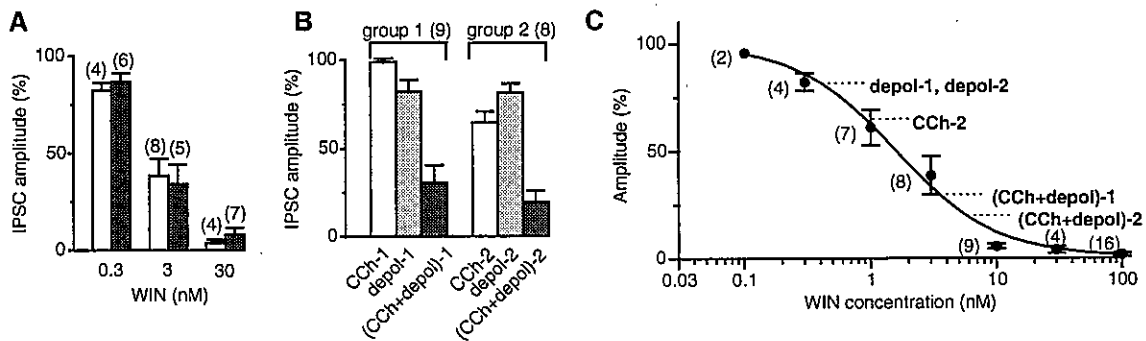 A
IPSC amplitude (%)
100
50
0
(4)
(6)
(8)
(5)
(4)
(7)
0.3
3
30
WIN (nM)
B
group 1 (9)
group 2 (8)
IPSC amplitude (%)
100
50
0
CCh-1
depol-1
(CCh+depol)-1
CCh-2
depol-2
(CCh+depol)-2
C
Amplitude (%)
100
50
0
(2)
(4)
(7)
(8)
(9)
(4)
(16)
depol-1, depol-2
CCh-2
(CCh+depol)-1
(CCh+depol)-2
0.03
0.1
1
10
100
WIN concentration (nM)